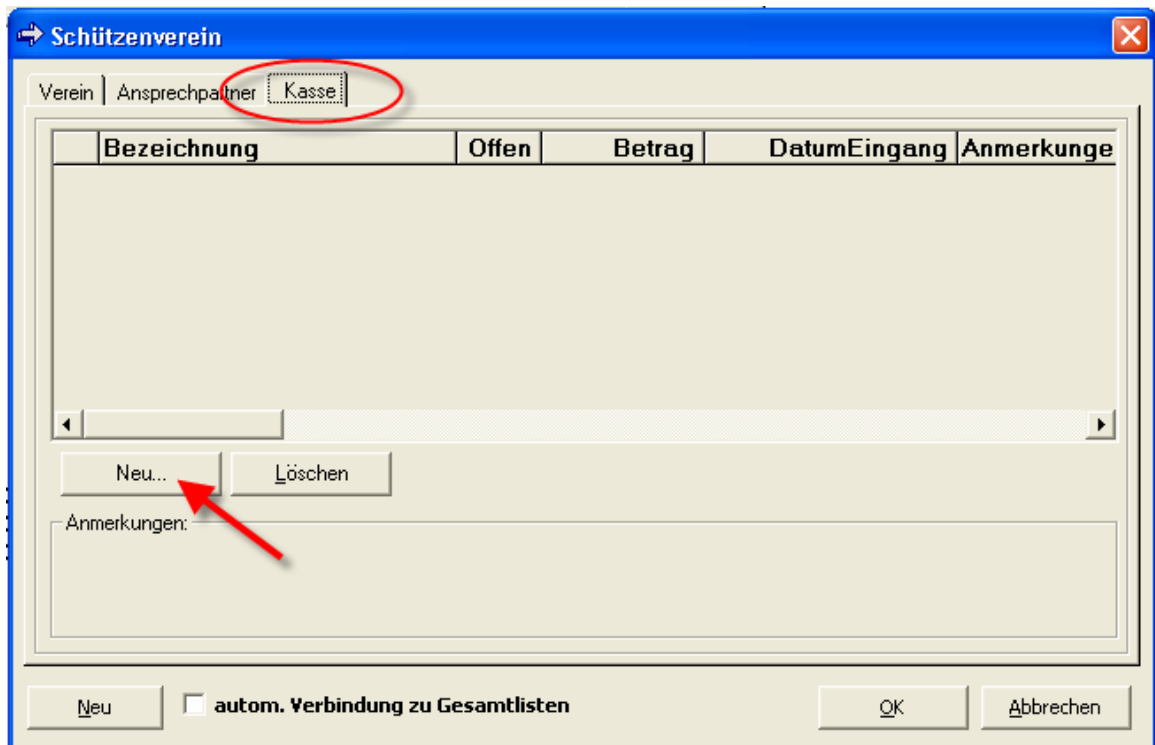 Schützenverein
Verein Ansprechpartner Kasse
Bezeichnung Offen Betrag DatumEingang Anmerkunge
Neu... Löschen
Anmerkungen:
Neu autom. Verbindung zu Gesamtlisten OK Abbrechen